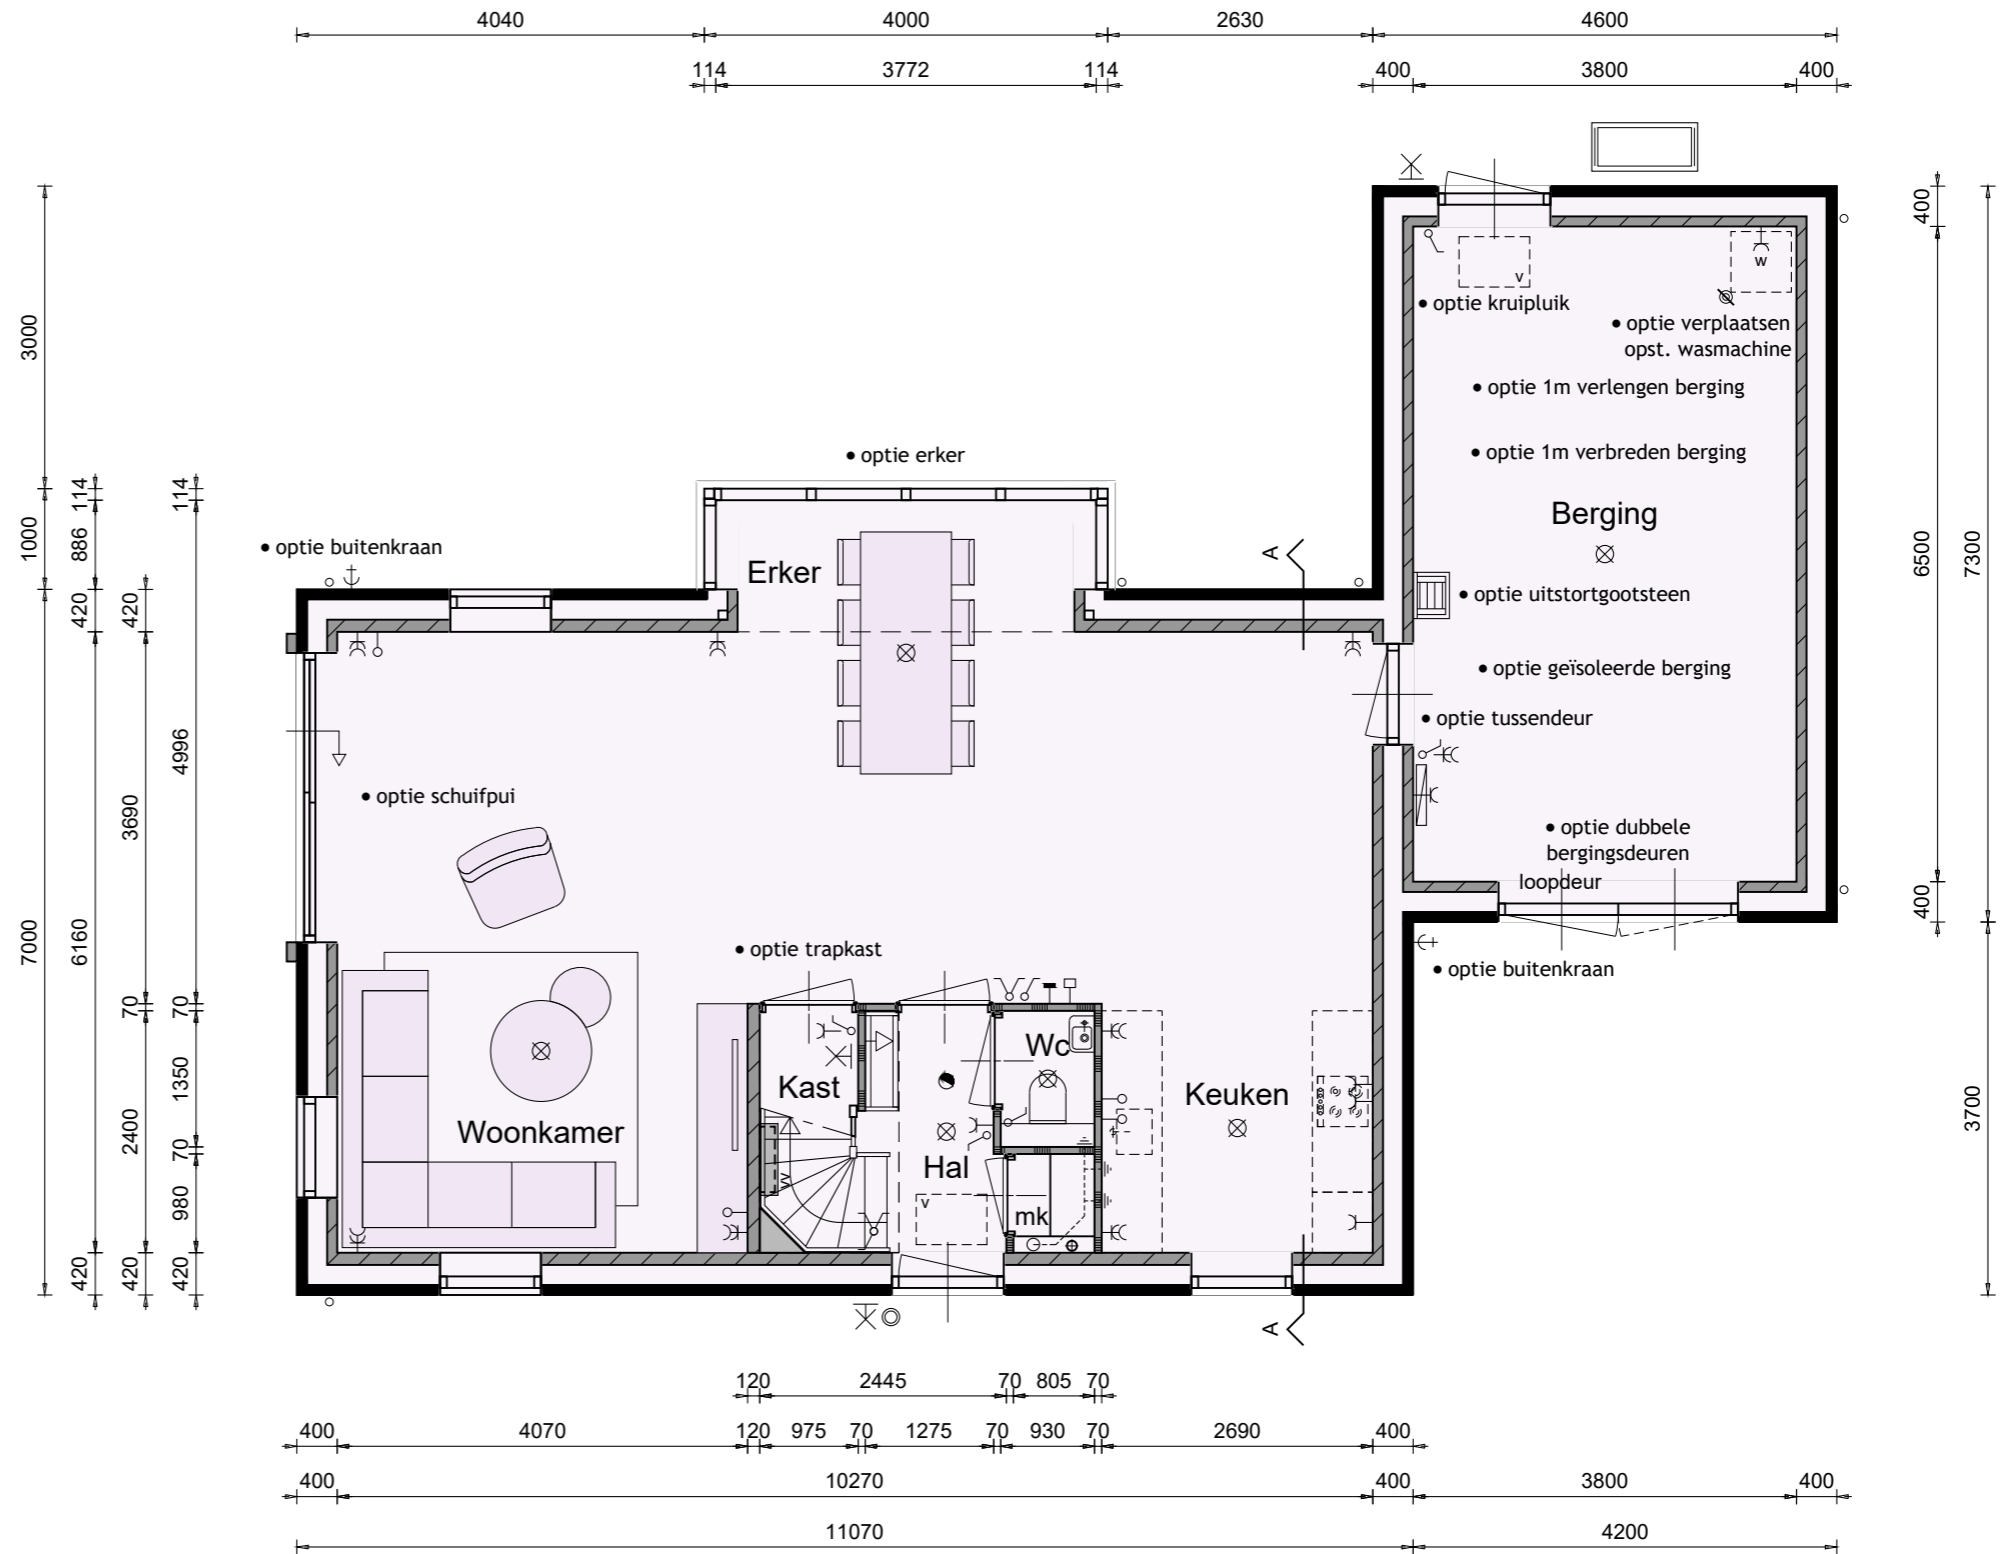 4040 4000 2630 4600
114 3772 114 400 3800 400
400
w
v
optie kruipluik
optie verplaatsen
opst. wasmachine
optie 1m verlengen berging
optie 1m verbreden berging
Berging
optie uitstortgootsteen
optie geïsoleerde berging
optie tussendeur
optie dubbele
bergingsdeuren
loopdeur
optie buitenkraan
6500
7300
400
3700
3000
1000
7000
114
886
420
6160
420
420
3690
70
2400
420
114
4996
70
1350
70
980
420
optie erker
optie buitenkraan
Erker
A
optie schuifpui
optie trapkast
Wc
Kast
Keuken
Woonkamer
Hal
w
v
mk
A
120 2445 70 805 70
400 4070 120 975 70 1275 70 930 70 2690 400
400 10270 400 3800 400
11070 4200